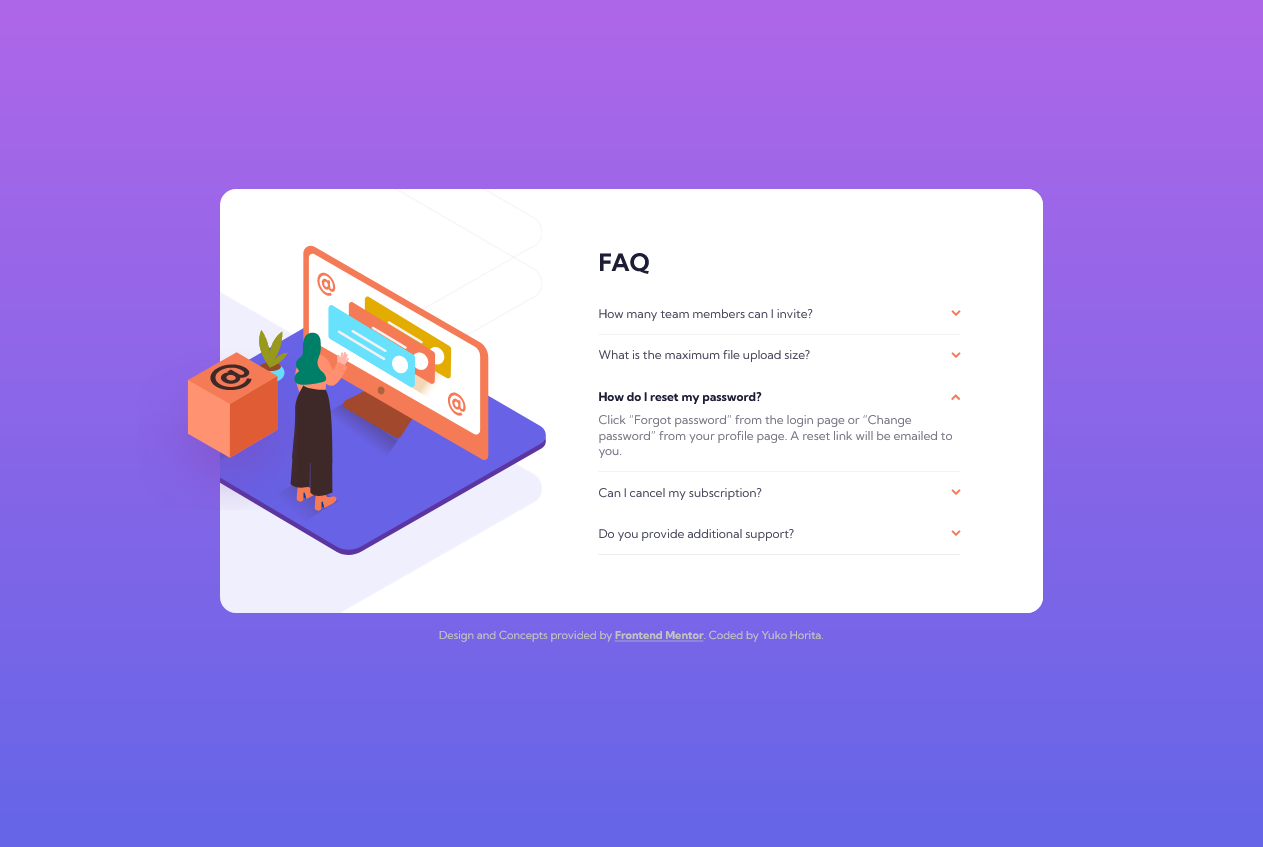 @
@
@
FAQ
How many team members can I invite?
What is the maximum file upload size?
How do I reset my password?
Click “Forgot password” from the login page or “Change
password” from your profile page. A reset link will be emailed to
you.
Can I cancel my subscription?
Do you provide additional support?
Design and Concepts provided by Frontend Mentor. Coded by Yuko Horita.